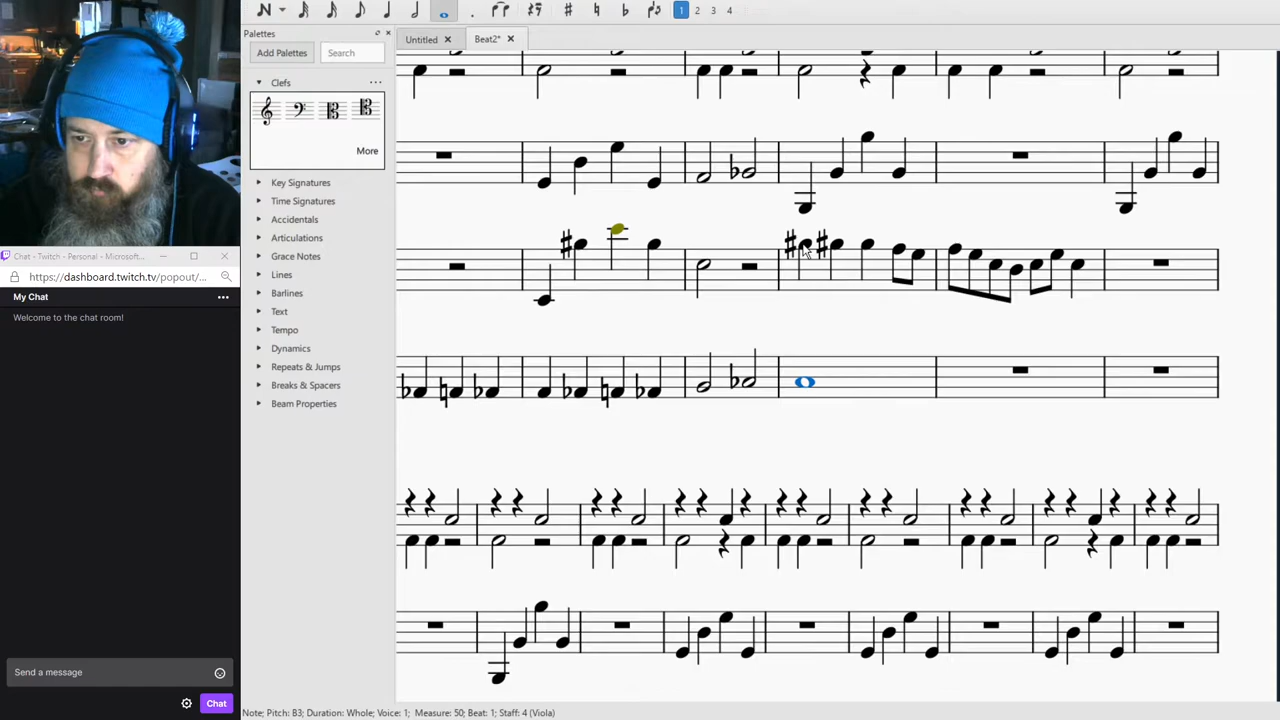 1 2 3 4
Palettes
Untitled Beat2*
Add Palettes Search
Clefs
More
Key Signatures
Time Signatures
Accidentals
Articulations
Grace Notes
Lines
Barlines
Text
Tempo
Dynamics
Repeats & Jumps
Breaks & Spacers
Beam Properties
Chat - Twitch - Personal - Microsoft...
https://dashboard.twitch.tv/popout/...
My Chat
Welcome to the chat room!
Send a message
Chat
Note; Pitch: B3; Duration: Whole; Voice: 1; Measure: 50; Beat: 1; Staff: 4 (Viola)